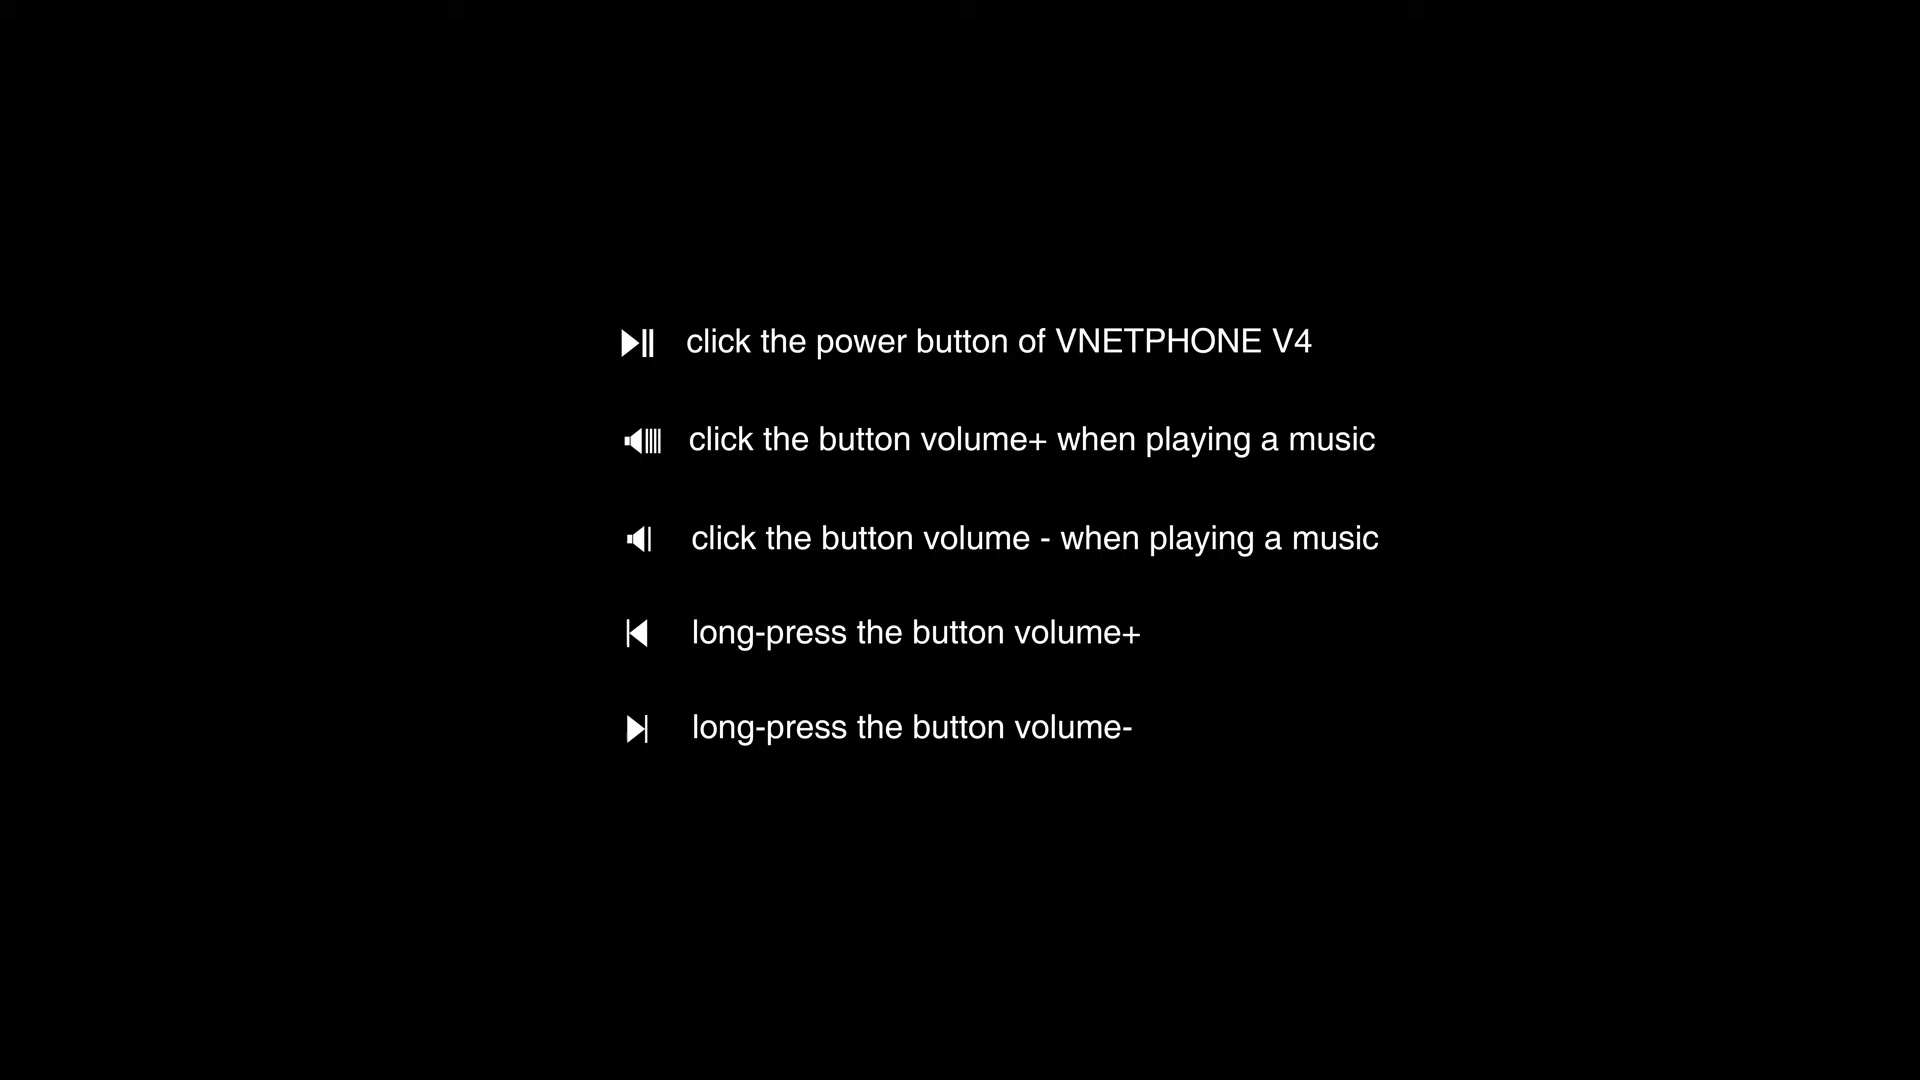 click the power button of VNETPHONE V4
click the button volume+ when playing a music
click the button volume - when playing a music
long-press the button volume+
long-press the button volume-